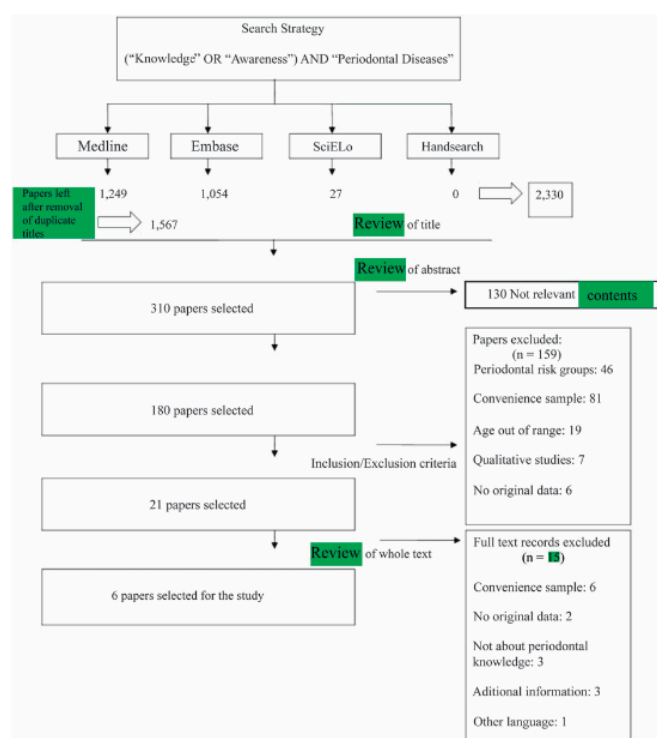 Search Strategy
(“Knowledge” OR “Awareness”) AND “Periodontal Diseases”
Medline
Embase
SciELo
Handsearch
Papers left
after removal
of duplicate
titles
1,249
1,054
27
0
2,330
1,567
Review of title
Review of abstract
310 papers selected
130 Not relevant contents
180 papers selected
Papers excluded:
(n = 159)
Periodontal risk groups: 46
Convenience sample: 81
Age out of range: 19
Qualitative studies: 7
No original data: 6
Inclusion/Exclusion criteria
21 papers selected
Review of whole text
Full text records excluded
(n = 15)
Convenience sample: 6
No original data: 2
Not about periodontal
knowledge: 3
Aditional information: 3
Other language: 1
6 papers selected for the study